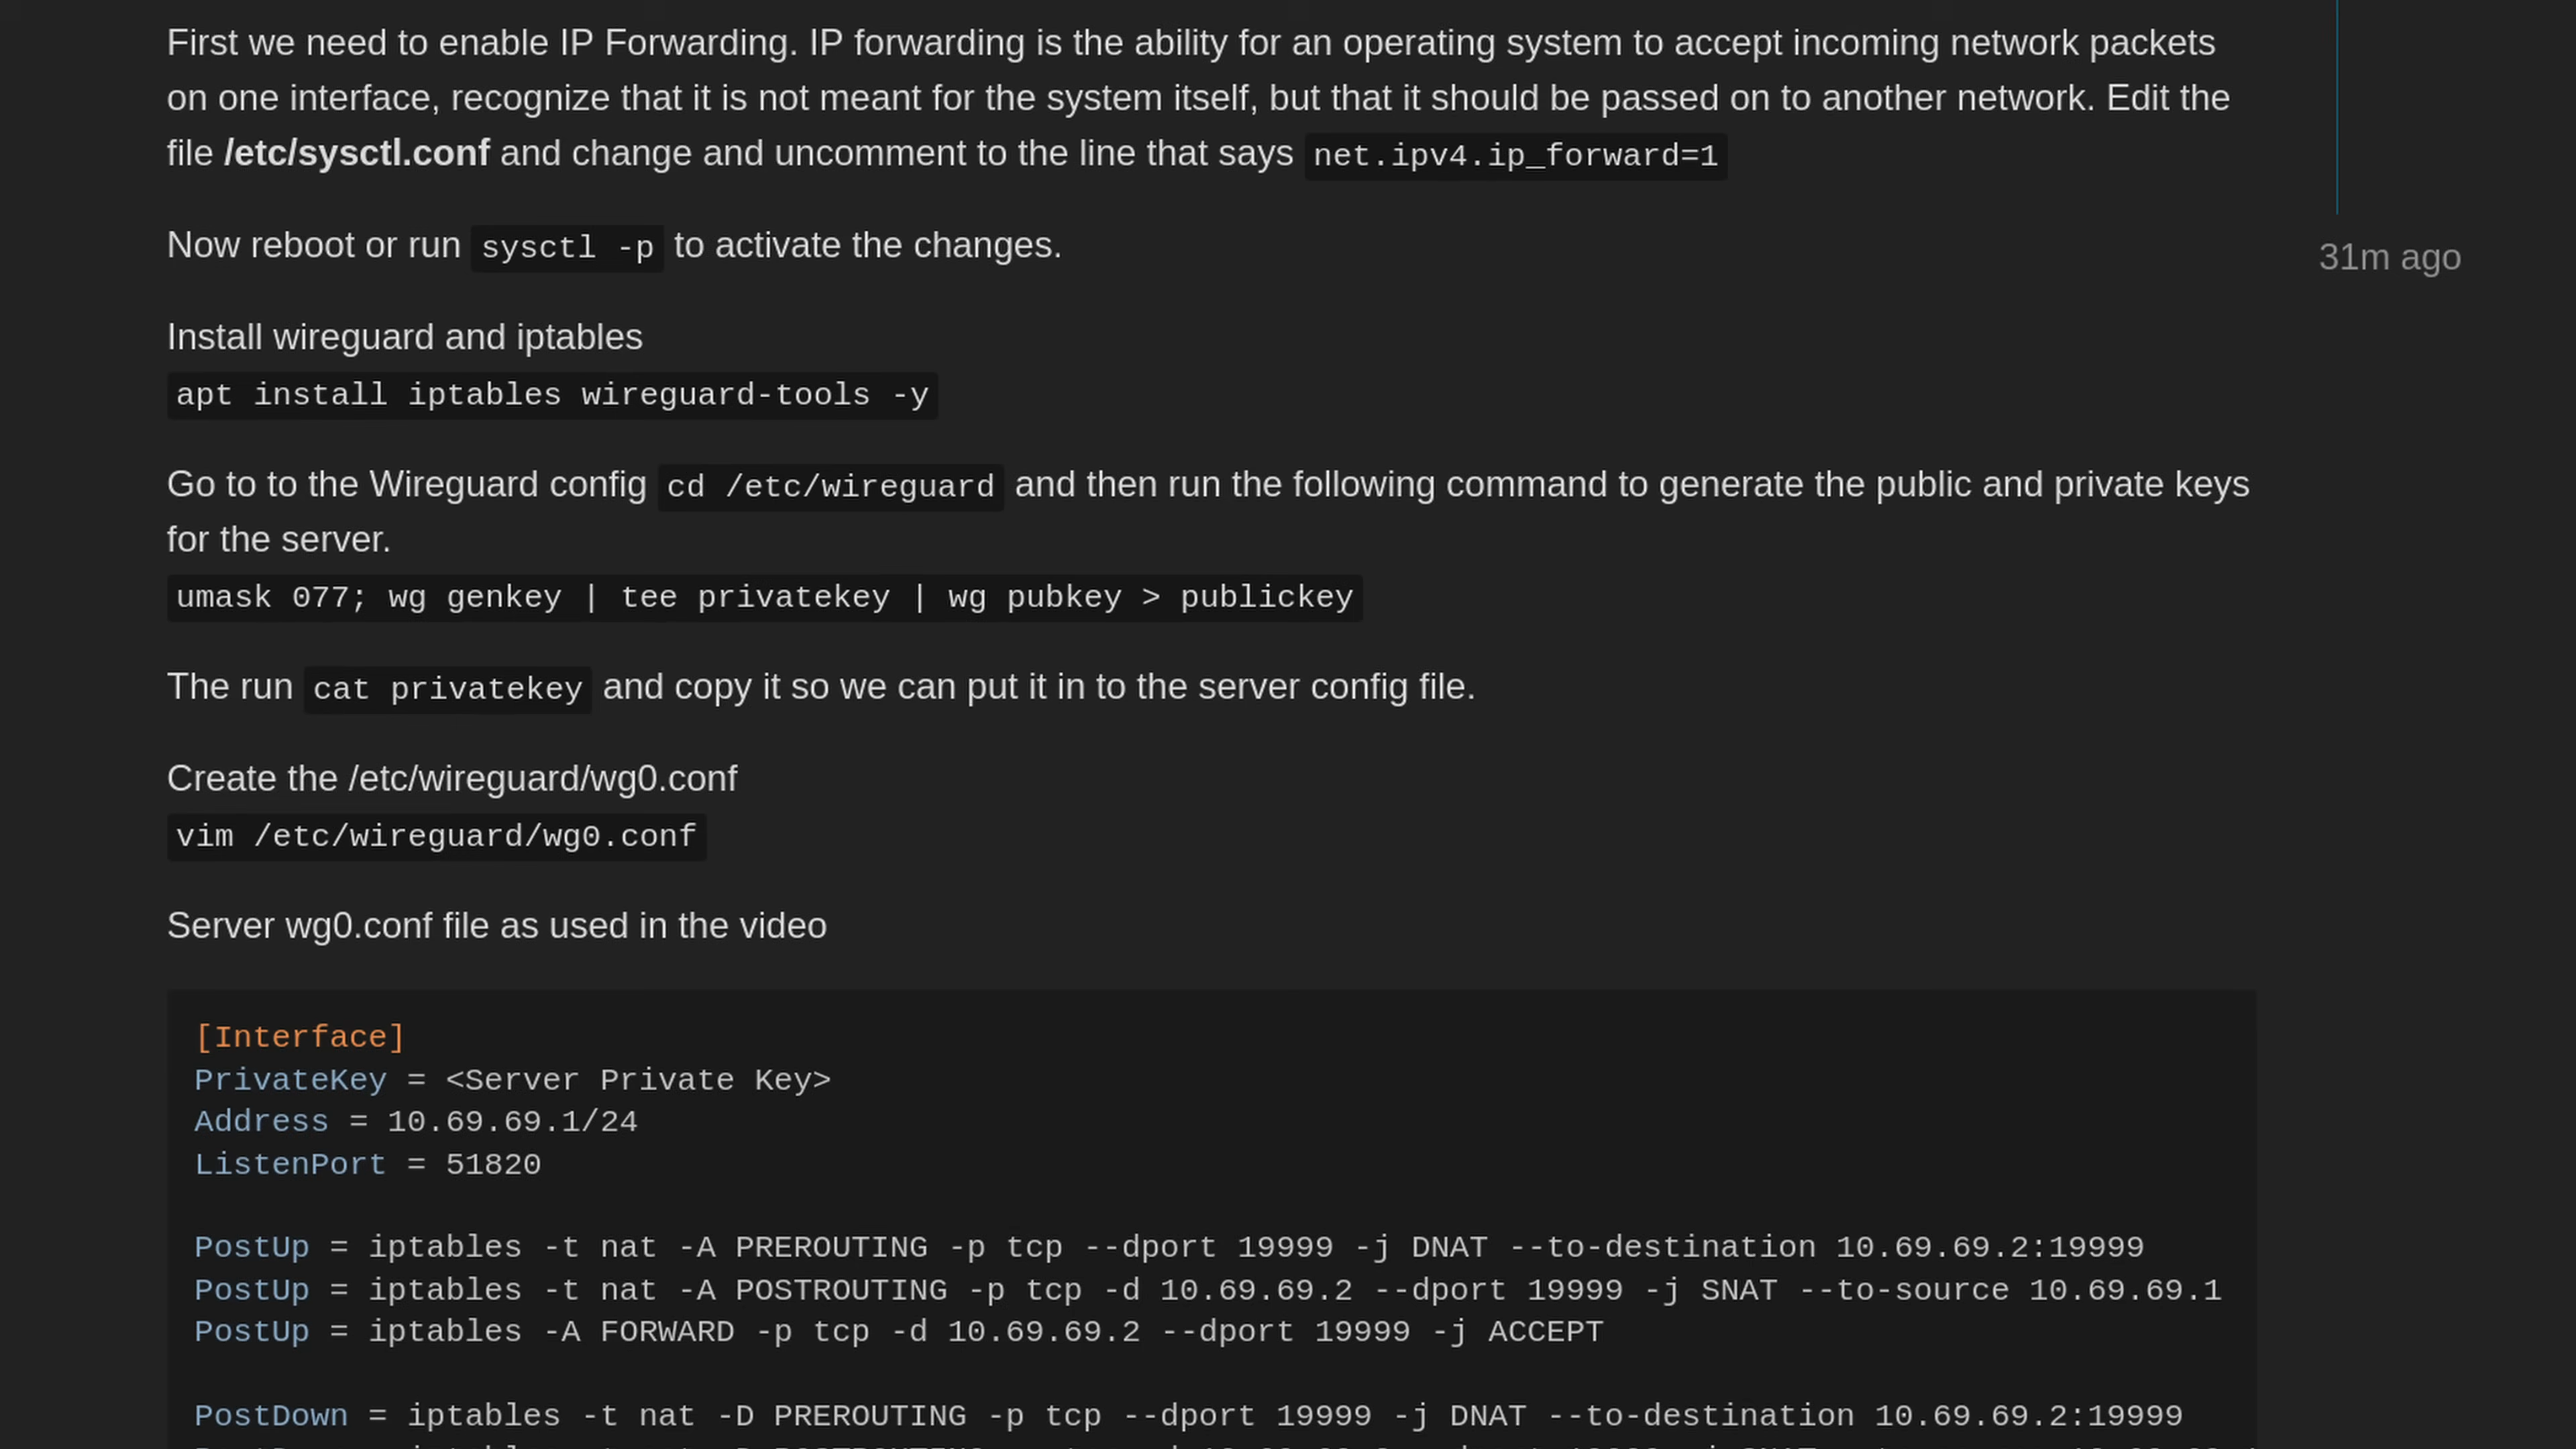 First we need to enable IP Forwarding. IP forwarding is the ability for an operating system to accept incoming network packets
on one interface, recognize that it is not meant for the system itself, but that it should be passed on to another network. Edit the
file /etc/sysctl.conf and change and uncomment to the line that says net.ipv4.ip_forward=1
Now reboot or run sysctl -p to activate the changes.
31m ago
Install wireguard and iptables
apt install iptables wireguard-tools -y
Go to to the Wireguard config cd /etc/wireguard and then run the following command to generate the public and private keys
for the server.
umask 077; wg genkey | tee privatekey | wg pubkey > publickey
The run cat privatekey and copy it so we can put it in to the server config file.
Create the /etc/wireguard/wg0.conf
vim /etc/wireguard/wg0.conf
Server wg0.conf file as used in the video
[Interface]
PrivateKey = <Server Private Key>
Address = 10.69.69.1/24
ListenPort = 51820
PostUp = iptables -t nat -A PREROUTING -p tcp --dport 19999 -j DNAT --to-destination 10.69.69.2:19999
PostUp = iptables -t nat -A POSTROUTING -p tcp -d 10.69.69.2 --dport 19999 -j SNAT --to-source 10.69.69.1
PostUp = iptables -A FORWARD -p tcp -d 10.69.69.2 --dport 19999 -j ACCEPT
PostDown = iptables -t nat -D PREROUTING -p tcp --dport 19999 -j DNAT --to-destination 10.69.69.2:19999